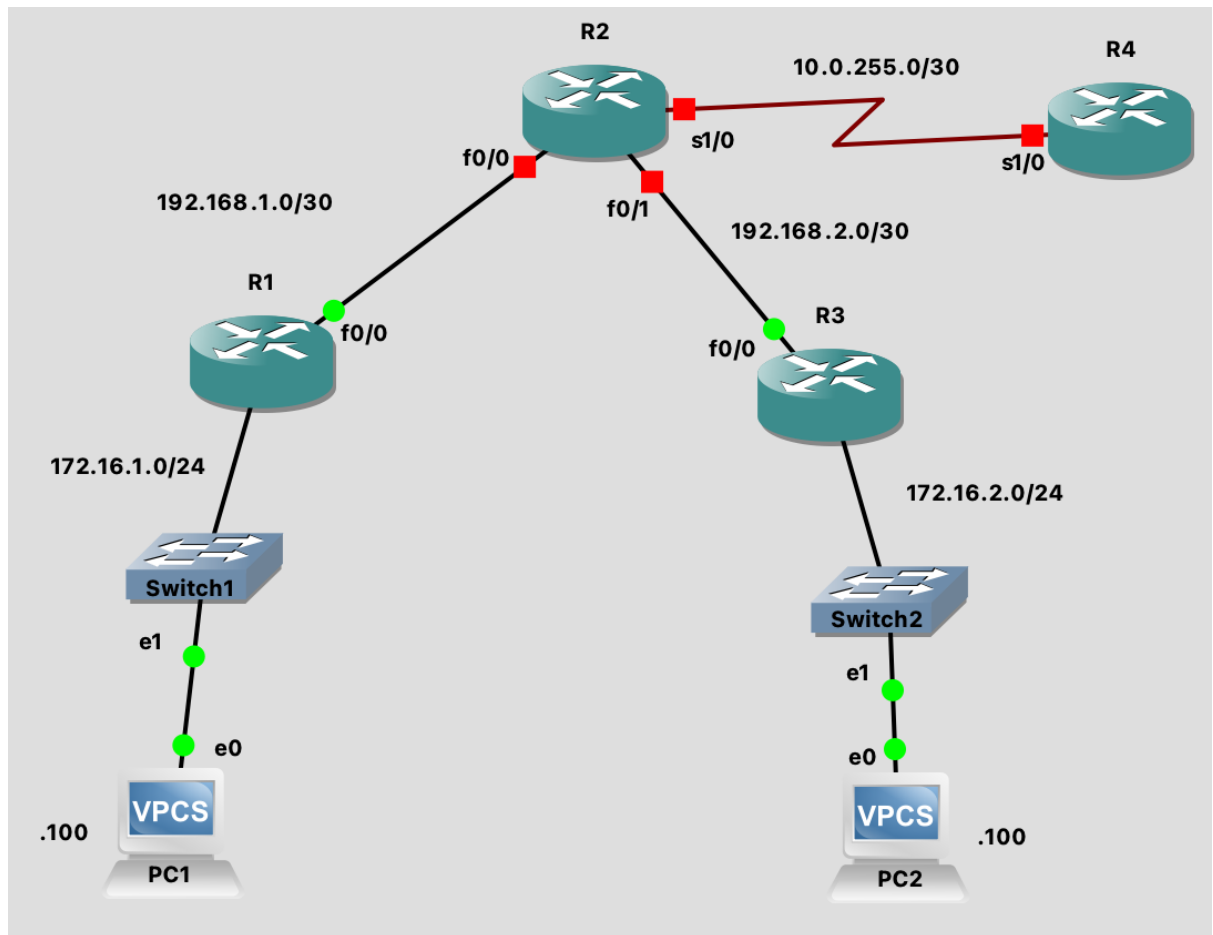 R2
R4
10.0.255.0/30
s1/0
s1/0
f0/0
f0/1
192.168.1.0/30
192.168.2.0/30
R1
R3
f0/0
f0/0
172.16.1.0/24
172.16.2.0/24
Switch1
Switch2
e1
e1
e0
e0
VPCS
VPCS
.100
.100
PC1
PC2